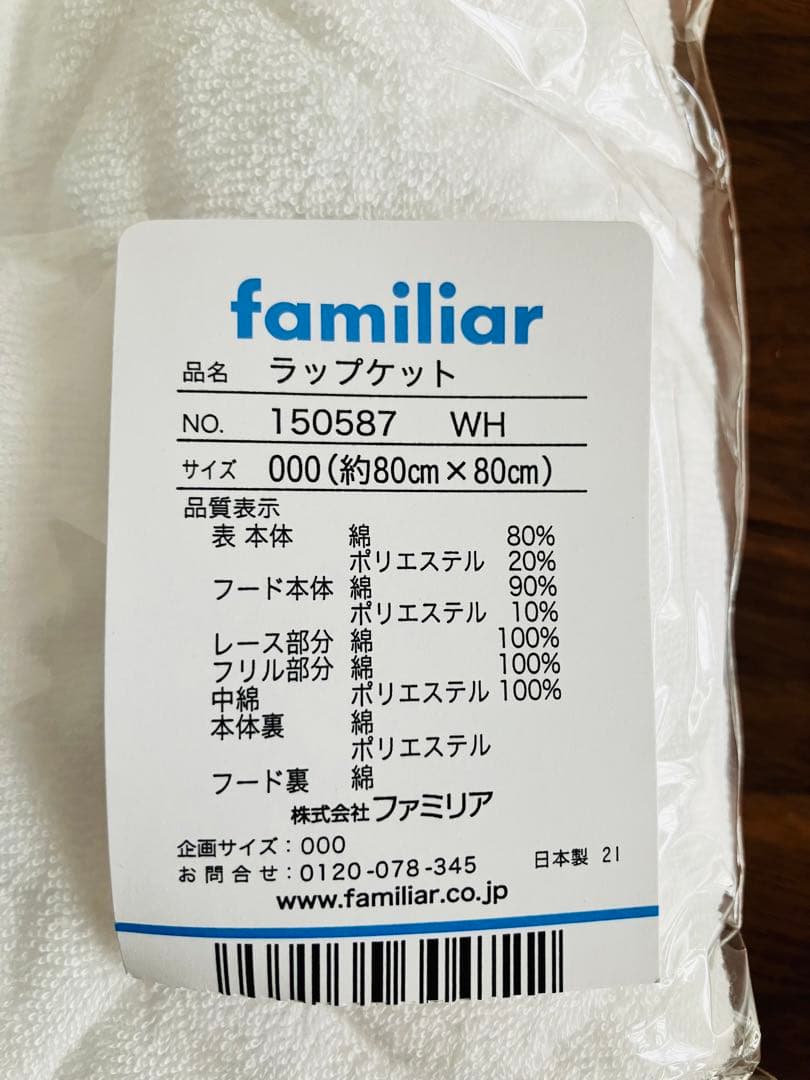 familiar
品名 ラップケット
NO. 150587 WH
サイズ 000(約80㎝×80㎝)
品質表示
表 本体 綿 80%
ポリエステル 20%
フード本体 綿 90%
ポリエステル 10%
レース部分 綿 100%
フリル部分 綿 100%
中綿 ポリエステル 100%
本体裏 綿
ポリエステル
フード裏 綿
株式会社ファミリア
企画サイズ：000
お問合せ：0120-078-345
日本製 21
www.familiar.co.jp